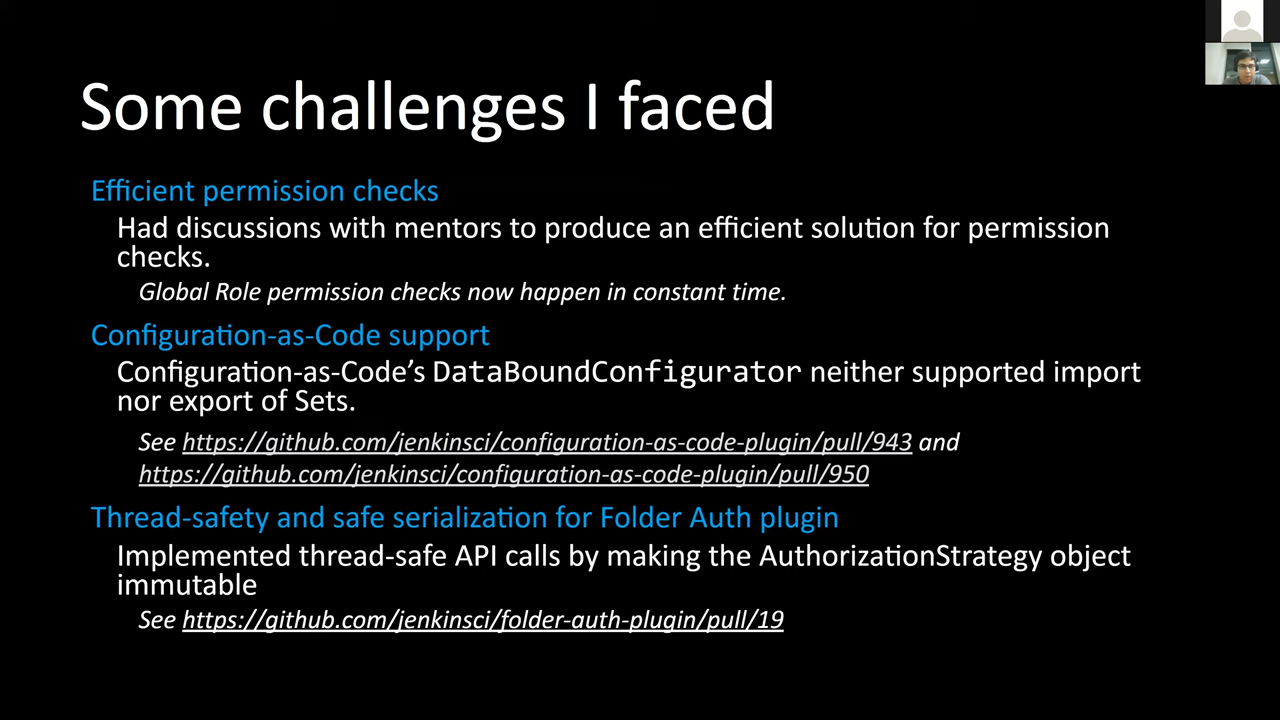 Some challenges I faced
Efficient permission checks
Had discussions with mentors to produce an efficient solution for permission
checks.
Global Role permission checks now happen in constant time.
Configuration-as-Code support
Configuration-as-Code’s DataBoundConfigurator neither supported import
nor export of Sets.
See https://github.com/jenkinsci/configuration-as-code-plugin/pull/943 and
https://github.com/jenkinsci/configuration-as-code-plugin/pull/950
Thread-safety and safe serialization for Folder Auth plugin
Implemented thread-safe API calls by making the AuthorizationStrategy object
immutable
See https://github.com/jenkinsci/folder-auth-plugin/pull/19